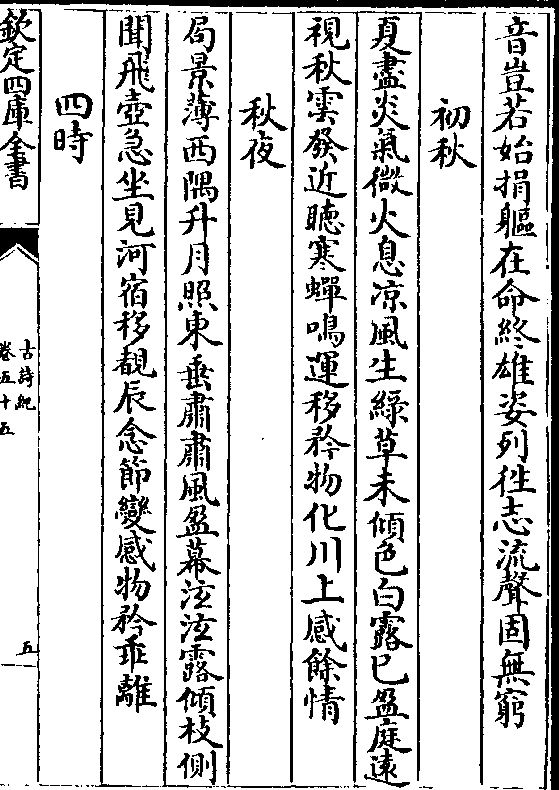 音豈若始捐軀在命終雄姿列徃志流聲固無窮
初秋
夏盡炎氣微火息凉風生綠草未傾色白露已盈庭遠
視秋雲發近聴寒蟬鳴運移矜物化川上感餘情
秋夜
局景薄西隅升月照東垂肅肅風盈幕泫泫露傾枝側
聞飛壺急坐見河宿移覩辰念節變感物矜乖離
四時
欽定四庫全書
古詩紀
卷五十五
五